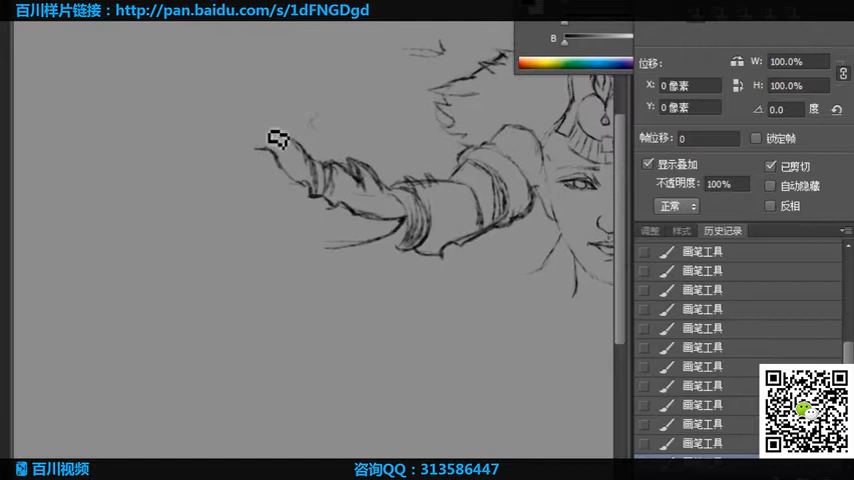 百川样片链接：http://pan.baidu.com/s/1dFNGDgd
B
位移:
W: 100.0%
X: 0 像素
H: 100.0%
Y: 0 像素
0.0 度
帧位移: 0
锁定帧
显示叠加
已剪切
不透明度: 100%
自动隐藏
正常
反相
调整 样式 历史记录
画笔工具
画笔工具
画笔工具
画笔工具
画笔工具
画笔工具
画笔工具
画笔工具
画笔工具
画笔工具
画笔工具
百川视频
咨询QQ：313586447